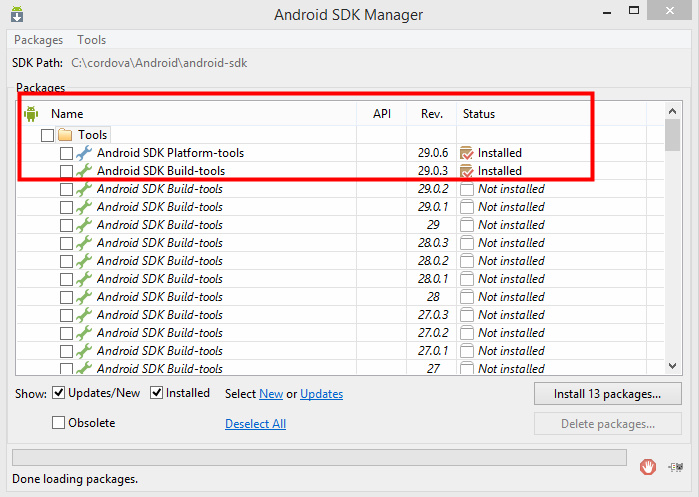 Android SDK Manager
Packages Tools
SDK Path: C:\cordova\Android\android-sdk
Packages
Name API Rev. Status
Tools
Android SDK Platform-tools 29.0.6 Installed
Android SDK Build-tools 29.0.3 Installed
Android SDK Build-tools 29.0.2 Not installed
Android SDK Build-tools 29.0.1 Not installed
Android SDK Build-tools 29 Not installed
Android SDK Build-tools 28.0.3 Not installed
Android SDK Build-tools 28.0.2 Not installed
Android SDK Build-tools 28.0.1 Not installed
Android SDK Build-tools 28 Not installed
Android SDK Build-tools 27.0.3 Not installed
Android SDK Build-tools 27.0.2 Not installed
Android SDK Build-tools 27.0.1 Not installed
Android SDK Build-tools 27 Not installed
Show: Updates/New Installed Select New or Updates Install 13 packages...
Obsolete Deselect All Delete packages...
Done loading packages.